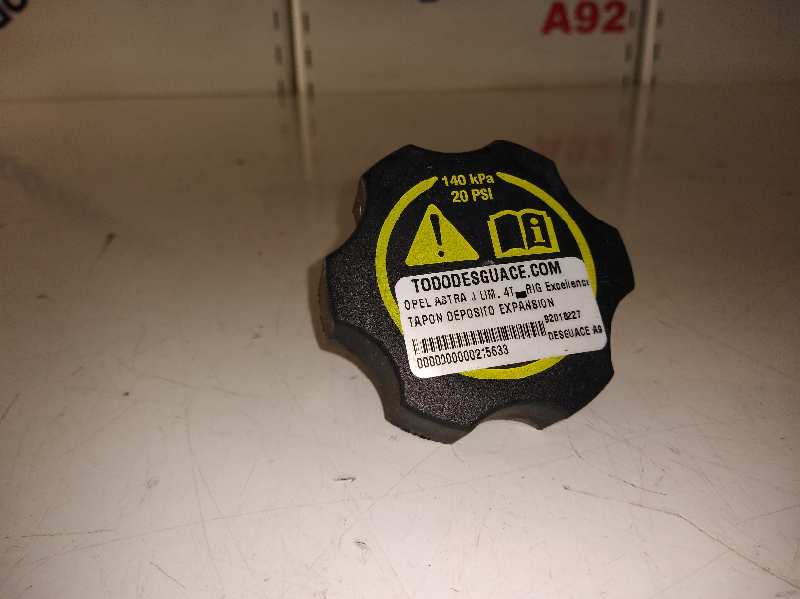 A92
140 kPa
20 PSI
TODODESGUACE.COM
OPEL ASTRA J LIM. 4T RIG Excellence
TAPON DEPOSITO EXPANSION
92018227
DESGUACE A9
000000000215633